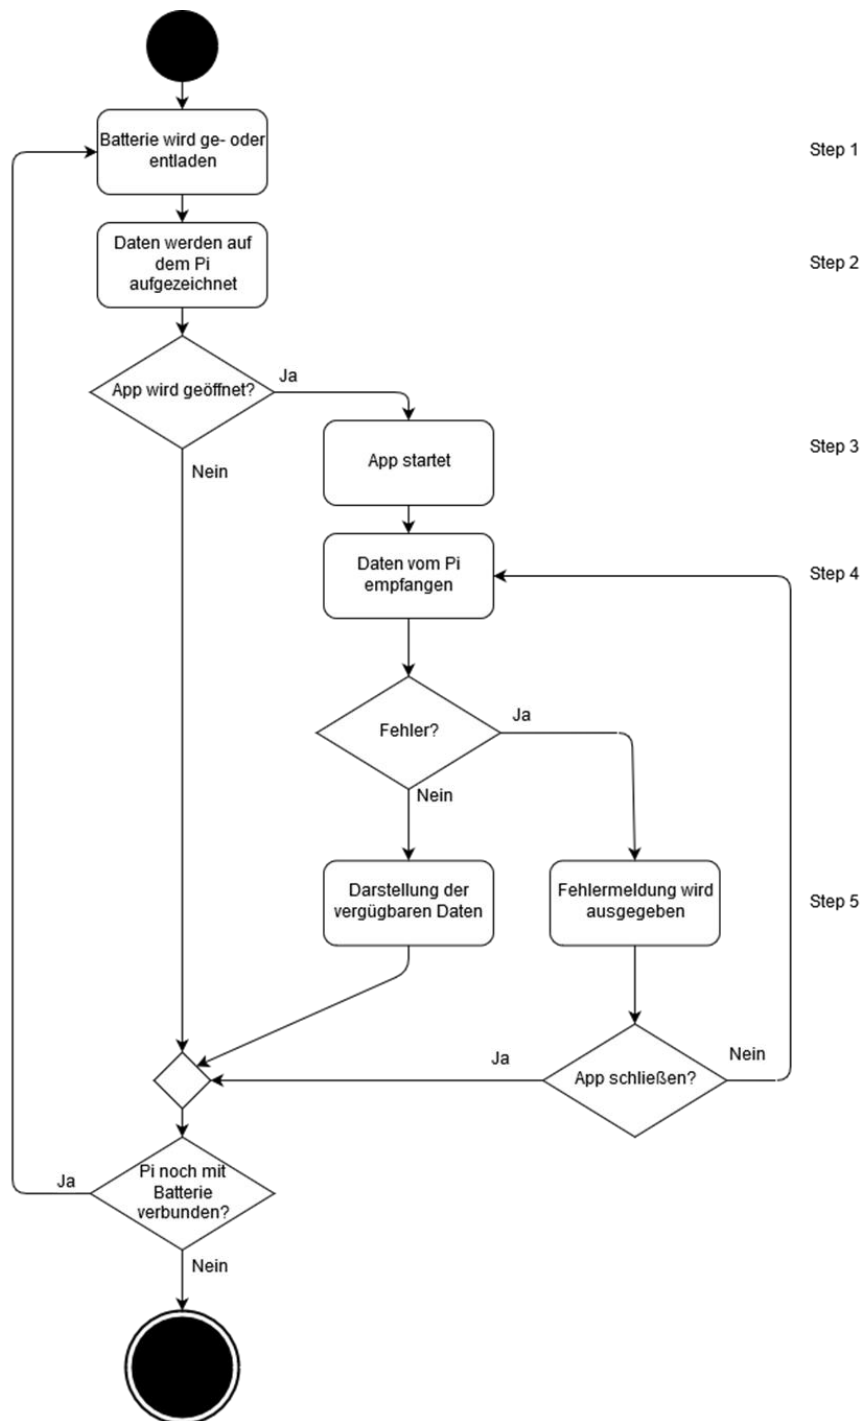 Batterie wird ge- oder
entladen
Step 1
Daten werden auf
dem Pi
aufgezeichnet
Step 2
App wird geöffnet?
Ja
Nein
App startet
Step 3
Daten vom Pi
empfangen
Step 4
Fehler?
Ja
Nein
Darstellung der
vergügbaren Daten
Fehlermeldung wird
ausgegeben
Step 5
App schließen?
Ja
Nein
Pi noch mit
Batterie
verbunden?
Ja
Nein